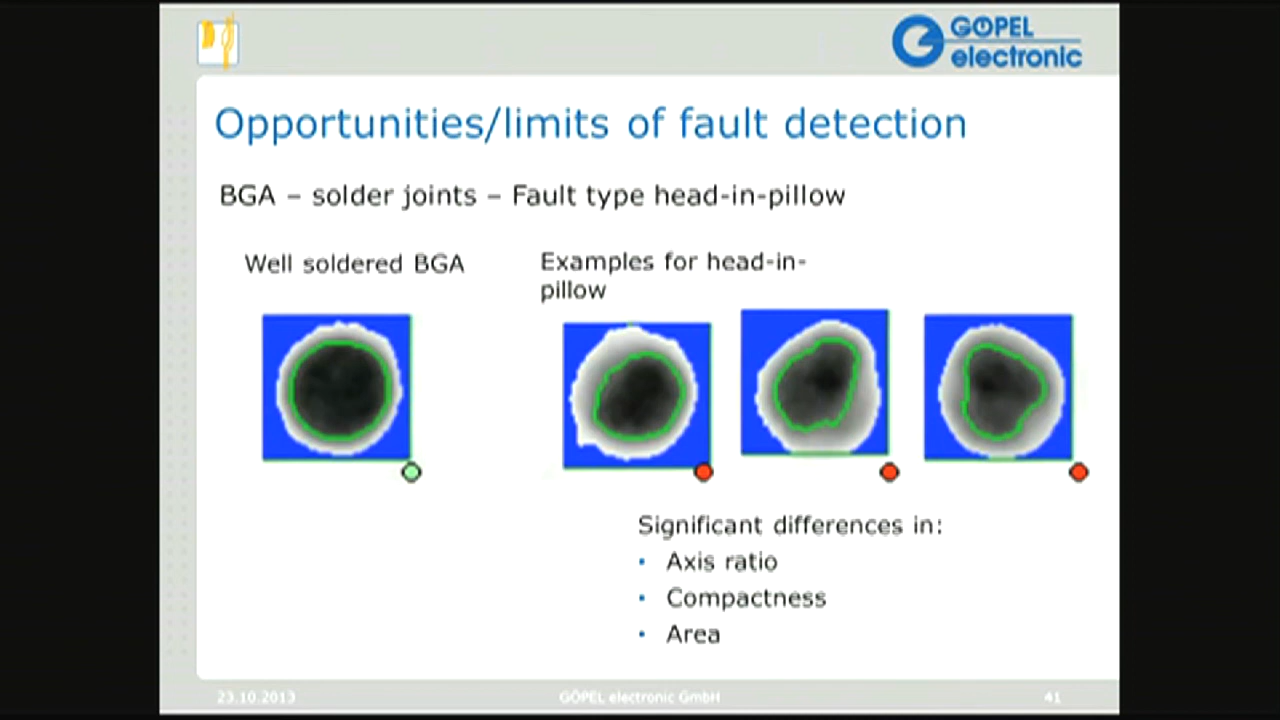 GÖPEL
electronic
Opportunities/limits of fault detection
BGA – solder joints – Fault type head-in-pillow
Well soldered BGA
Examples for head-in-
pillow
Significant differences in:
• Axis ratio
• Compactness
• Area
23.10.2013
GÖPEL electronic GmbH
41